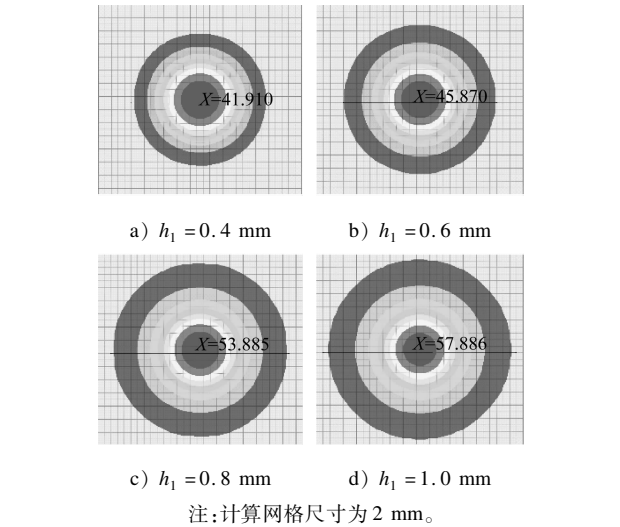 X=41.910 X=45.870
a) h₁=0.4 mm b) h₁=0.6 mm
X=53.885 X=57.886
c) h₁=0.8 mm d) h₁=1.0 mm
注:计算网格尺寸为2 mm。